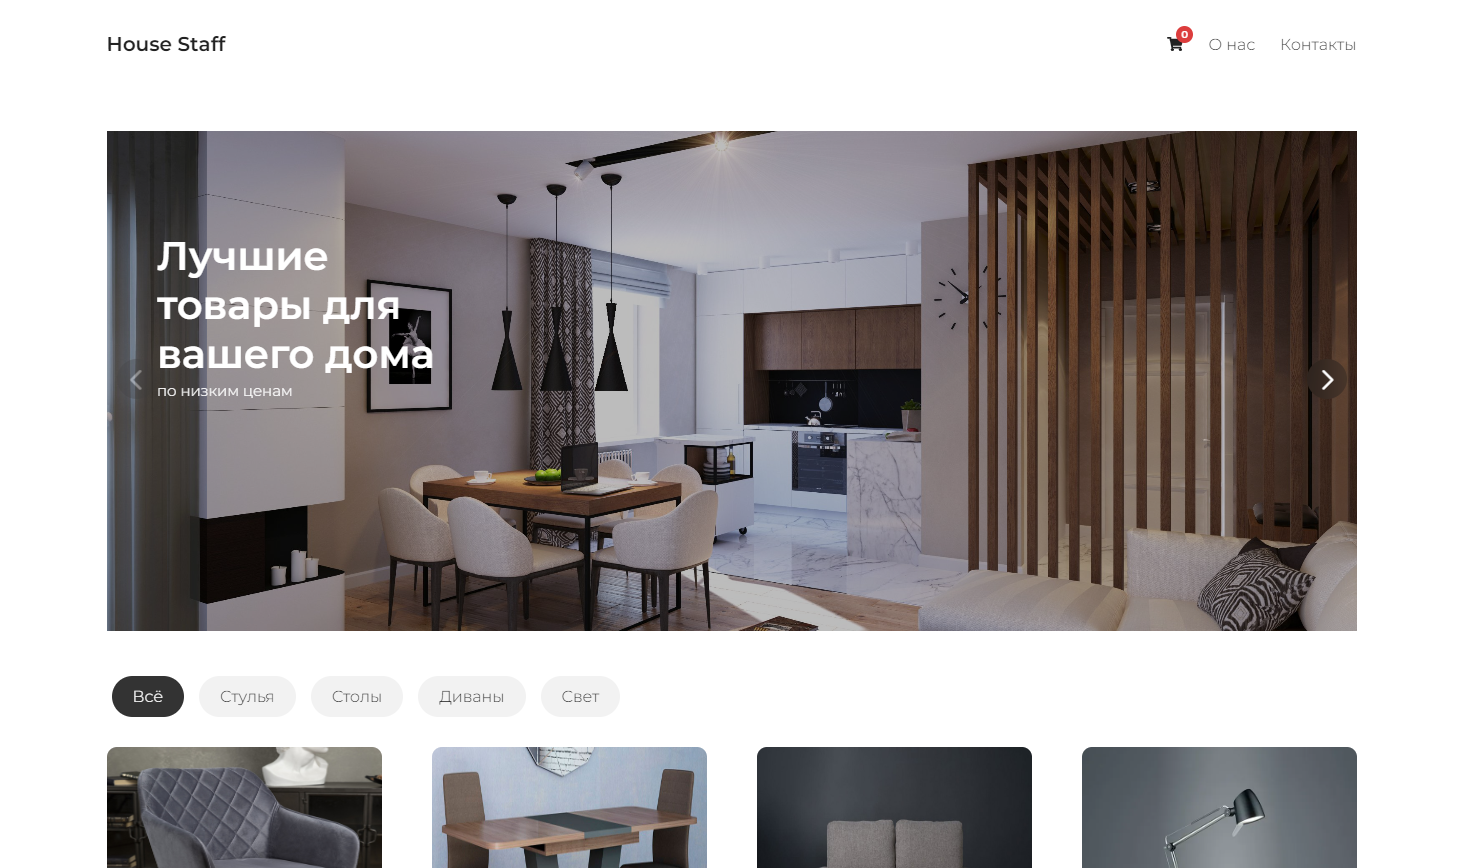 House Staff
0
О нас
Контакты
Лучшие
товары для
вашего дома
по низким ценам
Всё
Стулья
Столы
Диваны
Свет